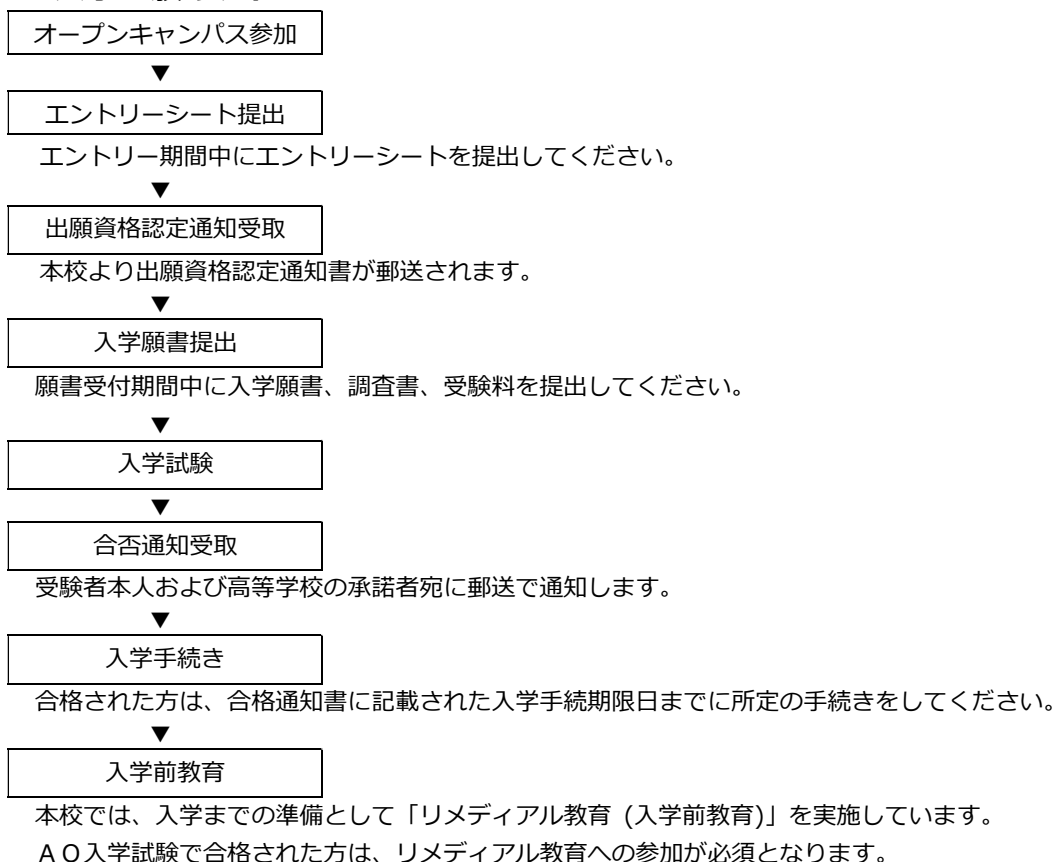 オープンキャンパス参加
▼
エントリーシート提出
エントリー期間中にエントリーシートを提出してください。
▼
出願資格認定通知受取
本校より出願資格認定通知書が郵送されます。
▼
入学願書提出
願書受付期間中に入学願書、調査書、受験料を提出してください。
▼
入学試験
▼
合否通知受取
受験者本人および高等学校の承諾者宛に郵送で通知します。
▼
入学手続き
合格された方は、合格通知書に記載された入学手続期限日までに所定の手続きをしてください。
▼
入学前教育
本校では、入学までの準備として「リメディアル教育 (入学前教育)」を実施しています。
ＡＯ入学試験で合格された方は、リメディアル教育への参加が必須となります。